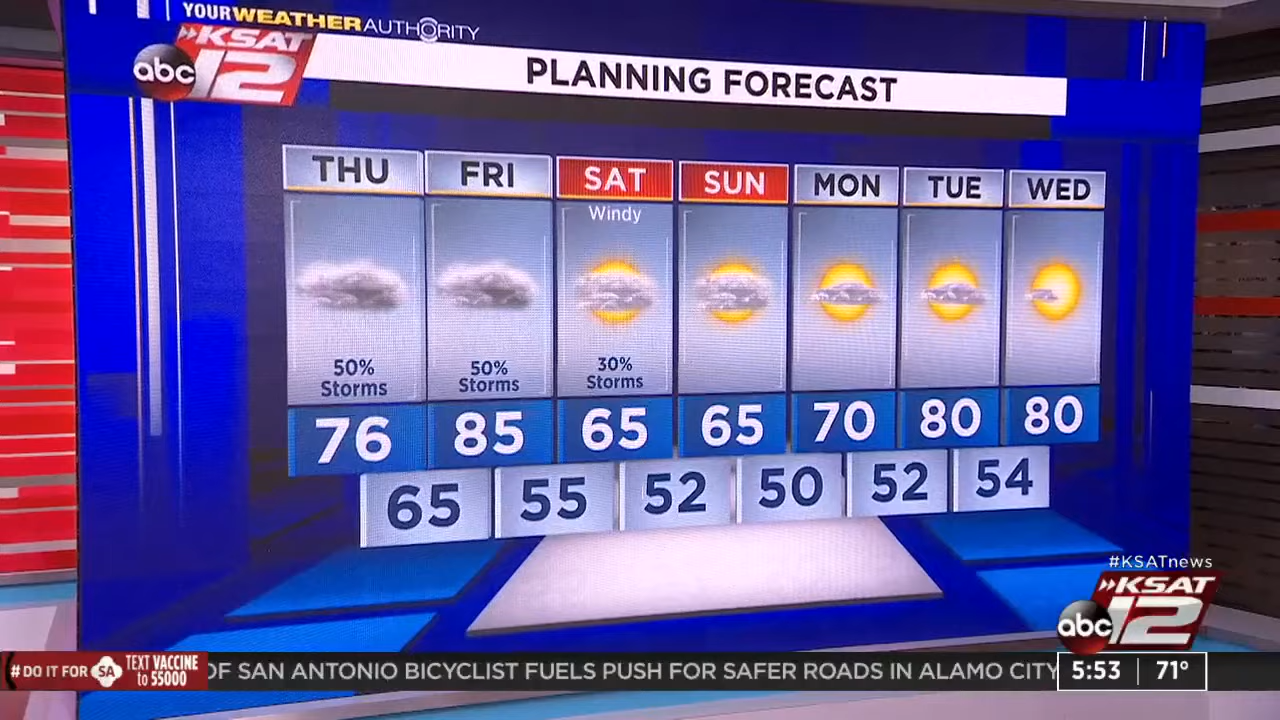 YOUR WEATHER AUTHORITY
KSAT
abc 12
PLANNING FORECAST
THU FRI SAT SUN MON TUE WED
Windy
50% Storms
50% Storms
30% Storms
76 85 65 65 70 80 80
65 55 52 50 52 54
#KSATnews
KSAT
abc 12
#DO IT FOR SA TEXT VACCINE to 55000
OF SAN ANTONIO BICYCLIST FUELS PUSH FOR SAFER ROADS IN ALAMO CITY
5:53 71°